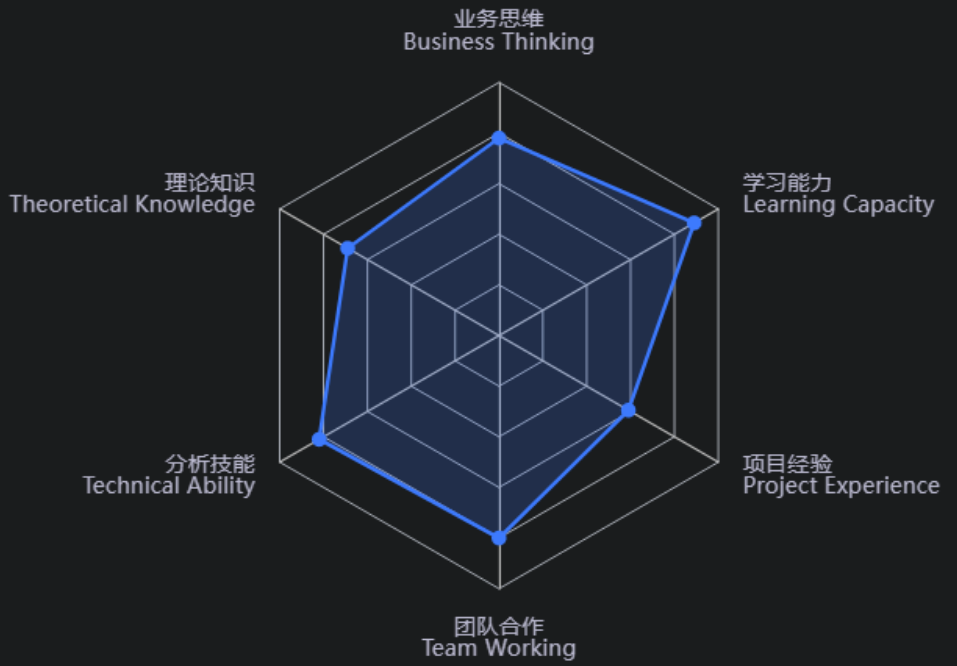 业务思维
Business Thinking
理论知识
Theoretical Knowledge
学习能力
Learning Capacity
分析技能
Technical Ability
项目经验
Project Experience
团队合作
Team Working